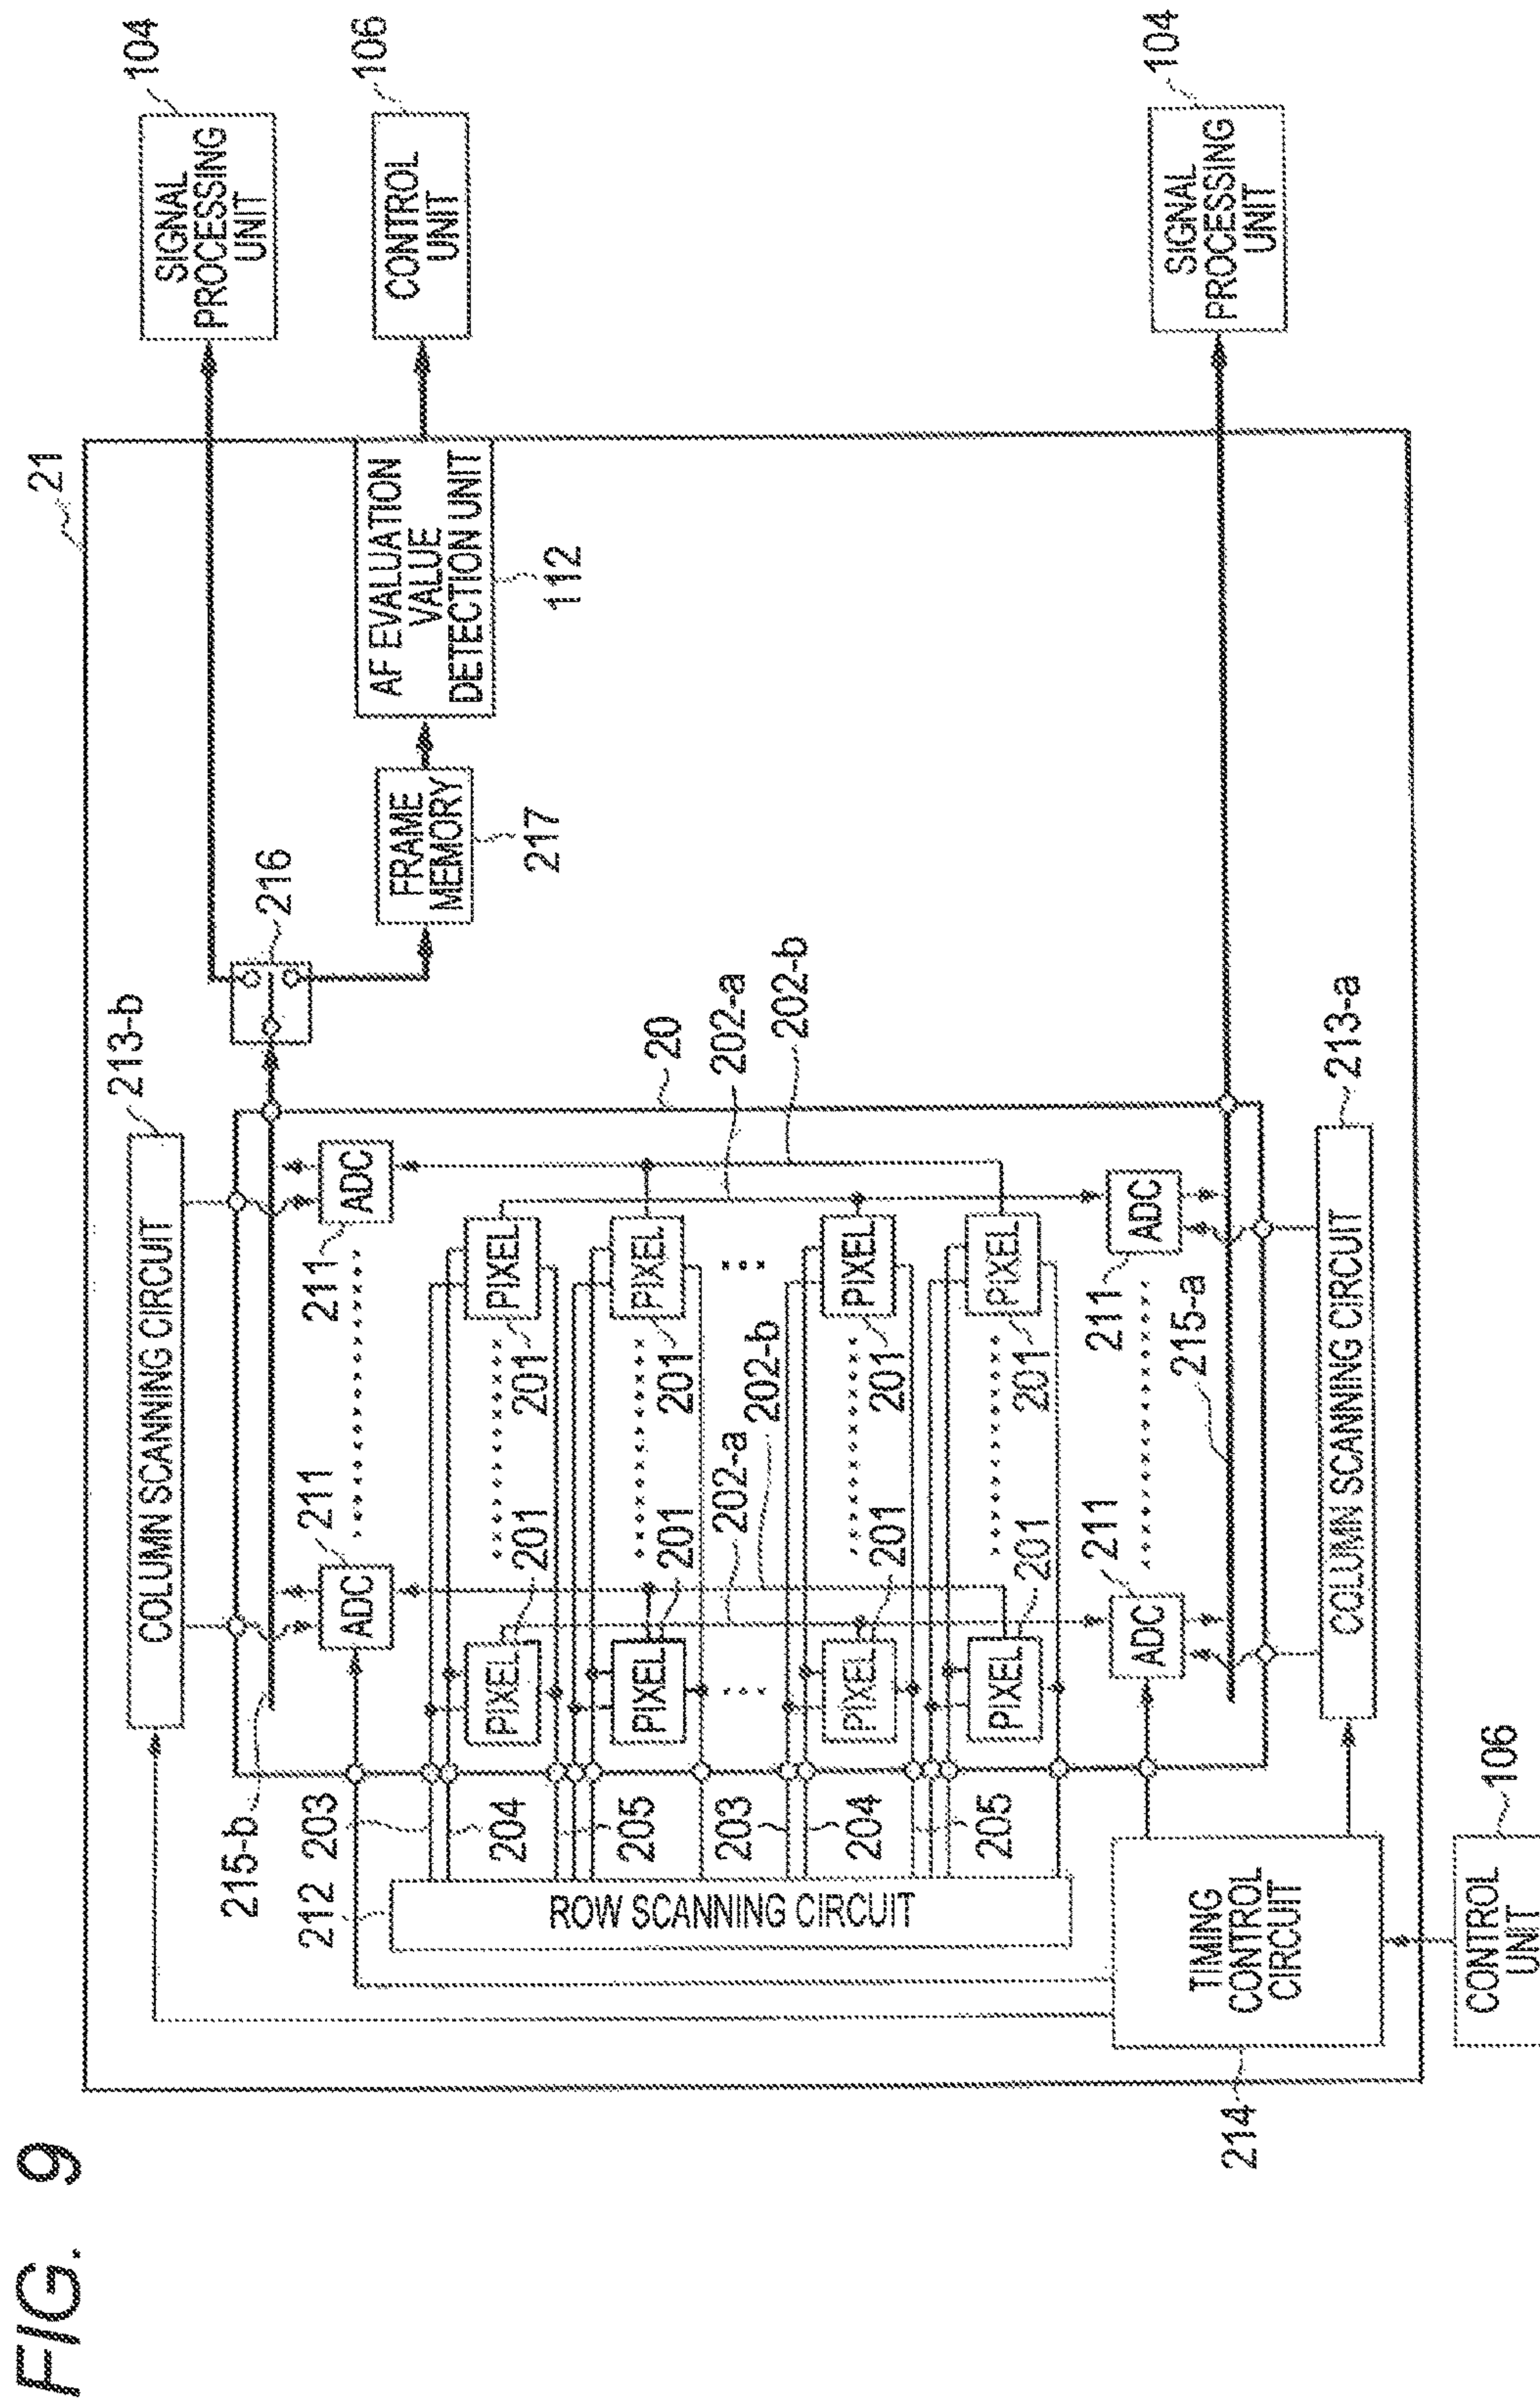 FIG. 9
21
104
SIGNAL
PROCESSING
UNIT
106
CONTROL
UNIT
213-b
COLUMN SCANNING CIRCUIT
216
215-b
211
ADC
211
ADC
FRAME
MEMORY
217
AF EVALUATION
VALUE
DETECTION UNIT
112
20
202-a
202-b
212
ROW SCANNING CIRCUIT
203
204
205
203
204
205
PIXEL
201
PIXEL
201
PIXEL
201
PIXEL
201
202-a
202-b
PIXEL
201
PIXEL
201
PIXEL
201
PIXEL
201
211
ADC
211
ADC
215-a
213-a
COLUMN SCANNING CIRCUIT
104
SIGNAL
PROCESSING
UNIT
214
TIMING
CONTROL
CIRCUIT
106
CONTROL
UNIT